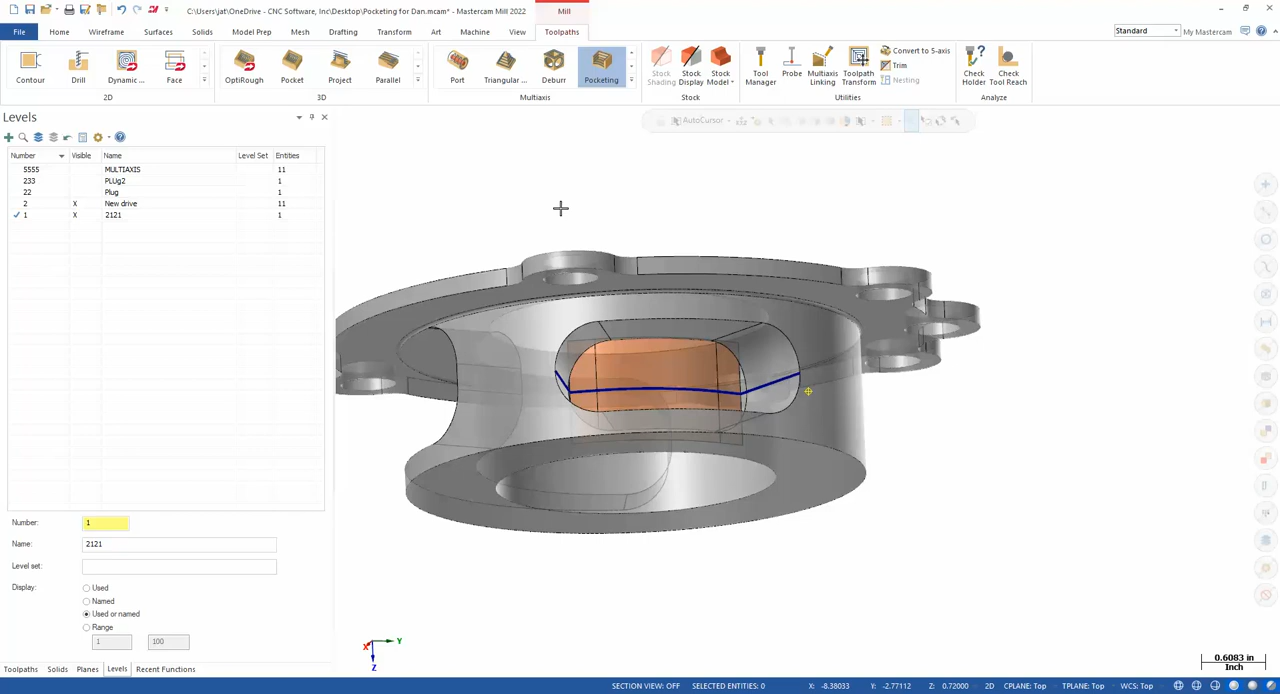 C:\Users\jat\OneDrive - CNC Software, Inc\Desktop\Pocketing for Dan.mcam* - Mastercam Mill 2022
Mill
File Home Wireframe Surfaces Solids Model Prep Mesh Drafting Transform Art Machine View Toolpaths
Standard
My Mastercam
Contour Drill Dynamic ... Face
2D
OptiRough Pocket Project Parallel
3D
Port Triangular ... Deburr Pocketing
Multiaxis
Stock Shading
Stock Display
Stock Model
Stock
Tool Manager
Probe
Multiaxis Linking
Toolpath Transform
Convert to 5-axis
Trim
Nesting
Utilities
Check Holder
Check Tool Reach
Analyze
Levels
AutoCursor
Number Visible Name Level Set Entities
5555 MULTIAXIS 11
233 PLUg2 1
22 Plug 1
2 X New drive 11
1 X 2121 1
Number: 1
Name: 2121
Level set:
Display: Used
Named
Used or named
Range
1 100
X Y Z
0.6083 in
Inch
Toolpaths Solids Planes Levels Recent Functions
SECTION VIEW: OFF SELECTED ENTITIES: 0 X: -8.38033 Y: -2.77112 Z: 0.72000 2D CPLANE: Top TPLANE: Top WCS: Top